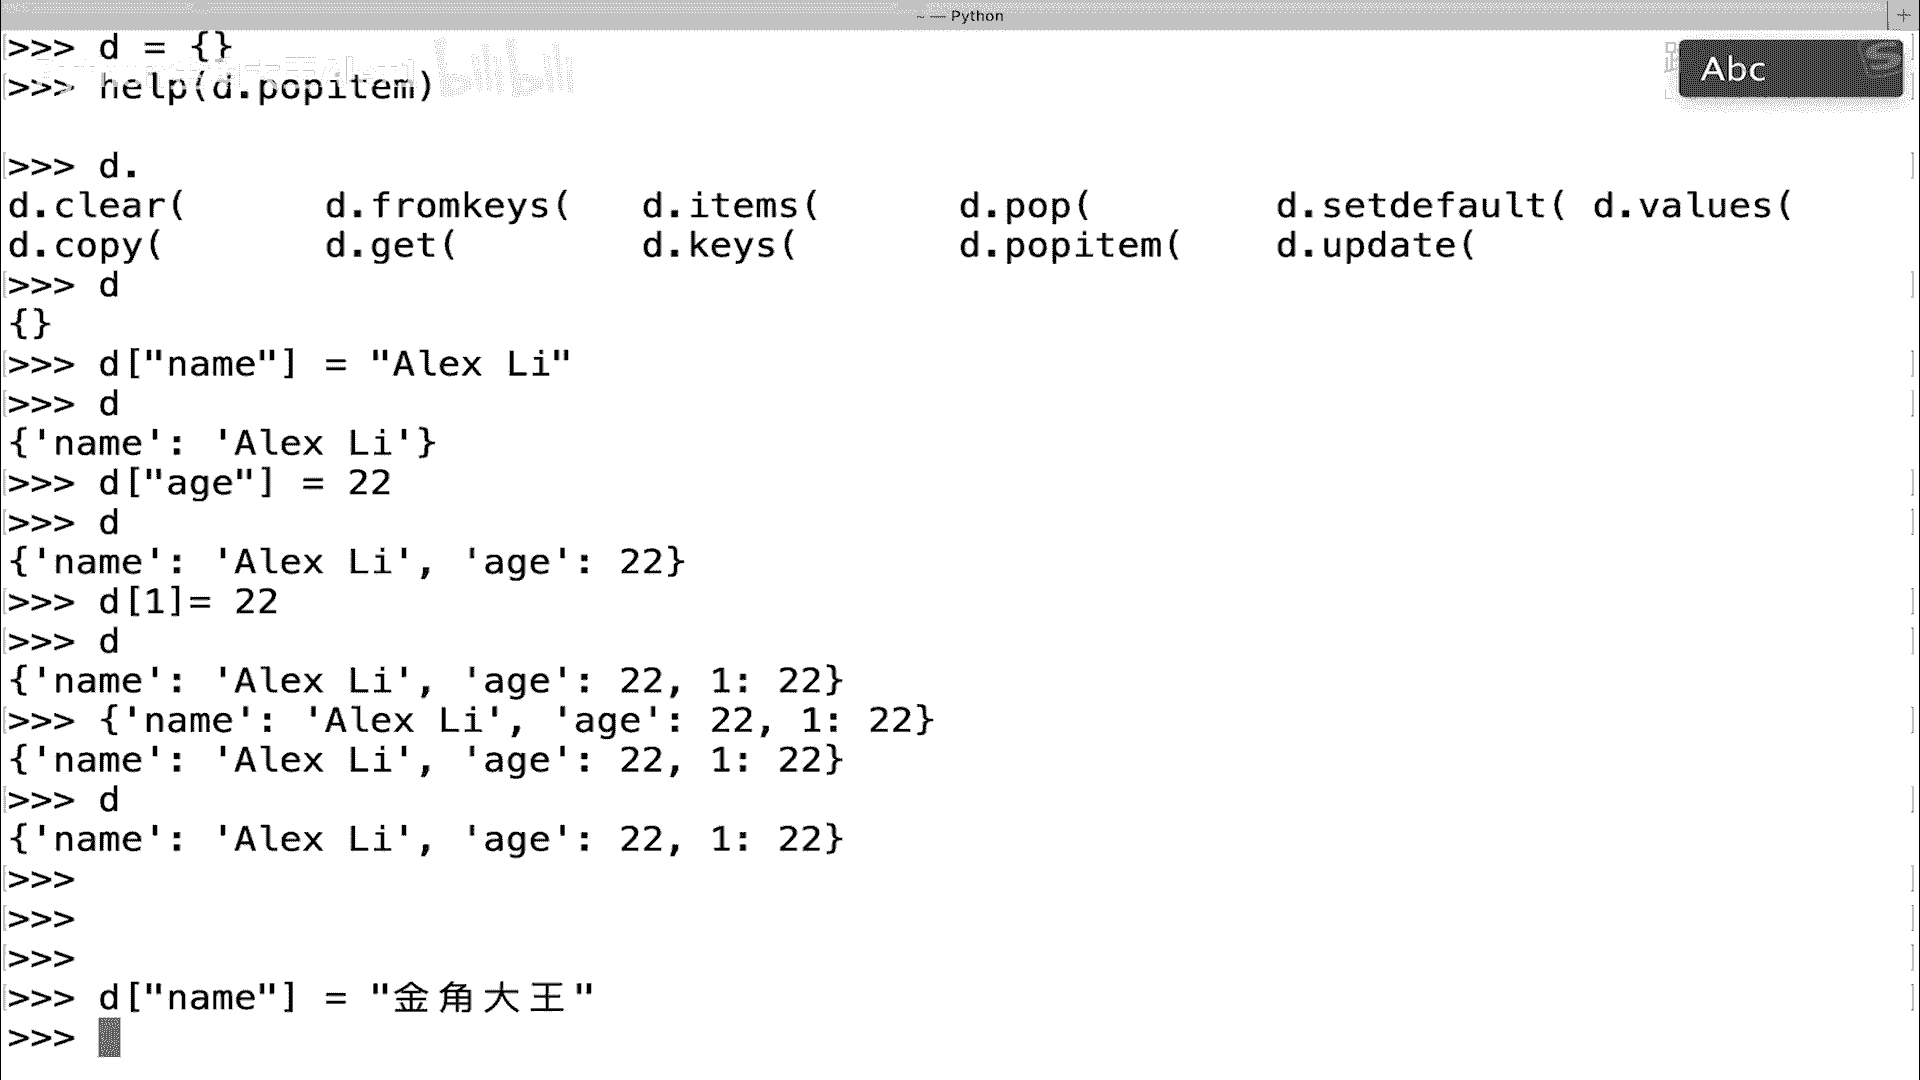 ~ — Python
>>> d = {}
>>> help(d.popitem)
bilibili
Abc
>>> d.
d.clear( d.fromkeys( d.items( d.pop( d.setdefault( d.values(
d.copy( d.get( d.keys( d.popitem( d.update(
>>> d
{}
>>> d["name"] = "Alex Li"
>>> d
{'name': 'Alex Li'}
>>> d["age"] = 22
>>> d
{'name': 'Alex Li', 'age': 22}
>>> d[1]= 22
>>> d
{'name': 'Alex Li', 'age': 22, 1: 22}
>>> {'name': 'Alex Li', 'age': 22, 1: 22}
{'name': 'Alex Li', 'age': 22, 1: 22}
>>> d
{'name': 'Alex Li', 'age': 22, 1: 22}
>>>
>>>
>>>
>>> d["name"] = "金角大王"
>>>